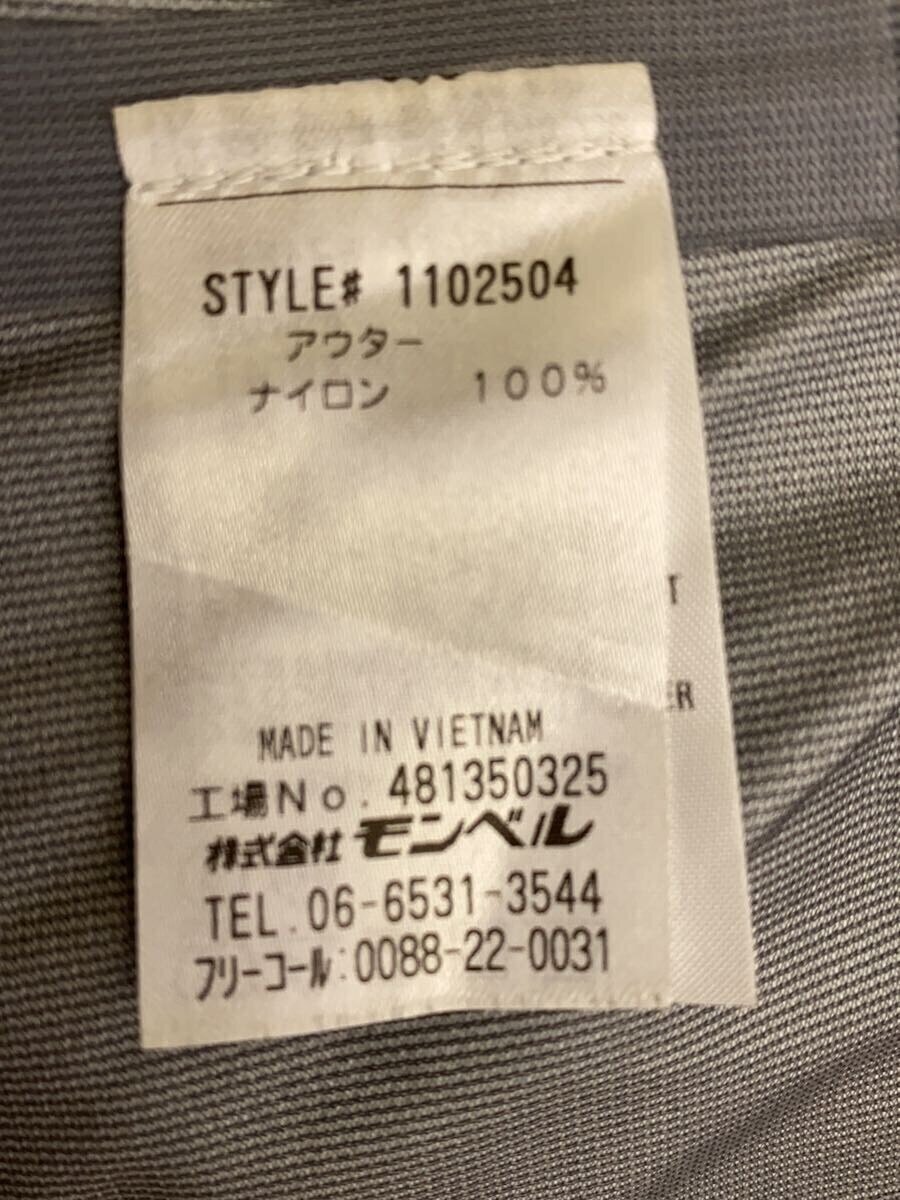 STYLE# 1102504
アウター
ナイロン 100%
MADE IN VIETNAM
工場No. 481350325
株式会社 モンベル
TEL.06-6531-3544
フリーコール:0088-22-0031
T
ER